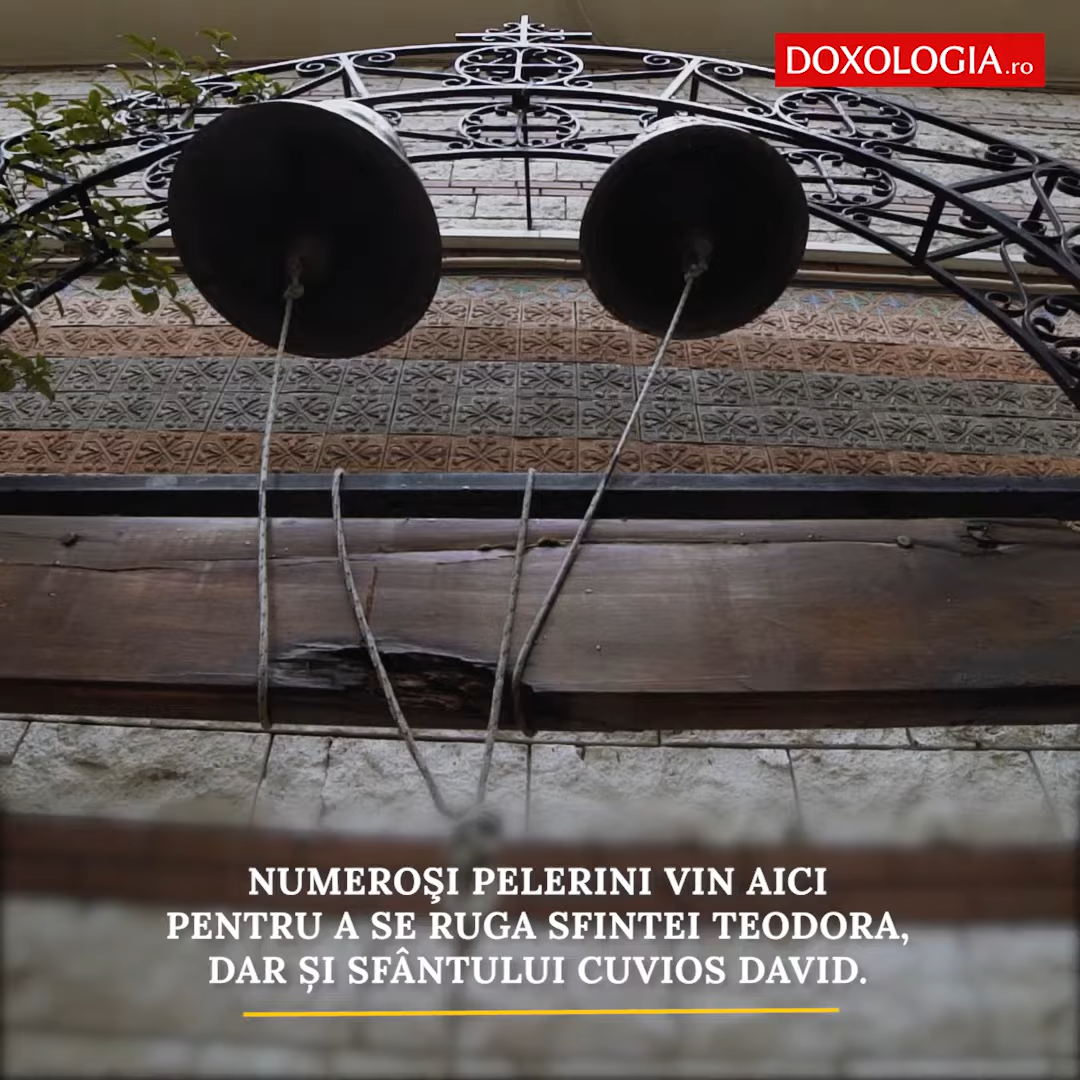 DOXOLOGIA.ro
NUMEROŞI PELERINI VIN AICI
PENTRU A SE RUGA SFINTEI TEODORA,
DAR ȘI SFÂNTULUI CUVIOS DAVID.